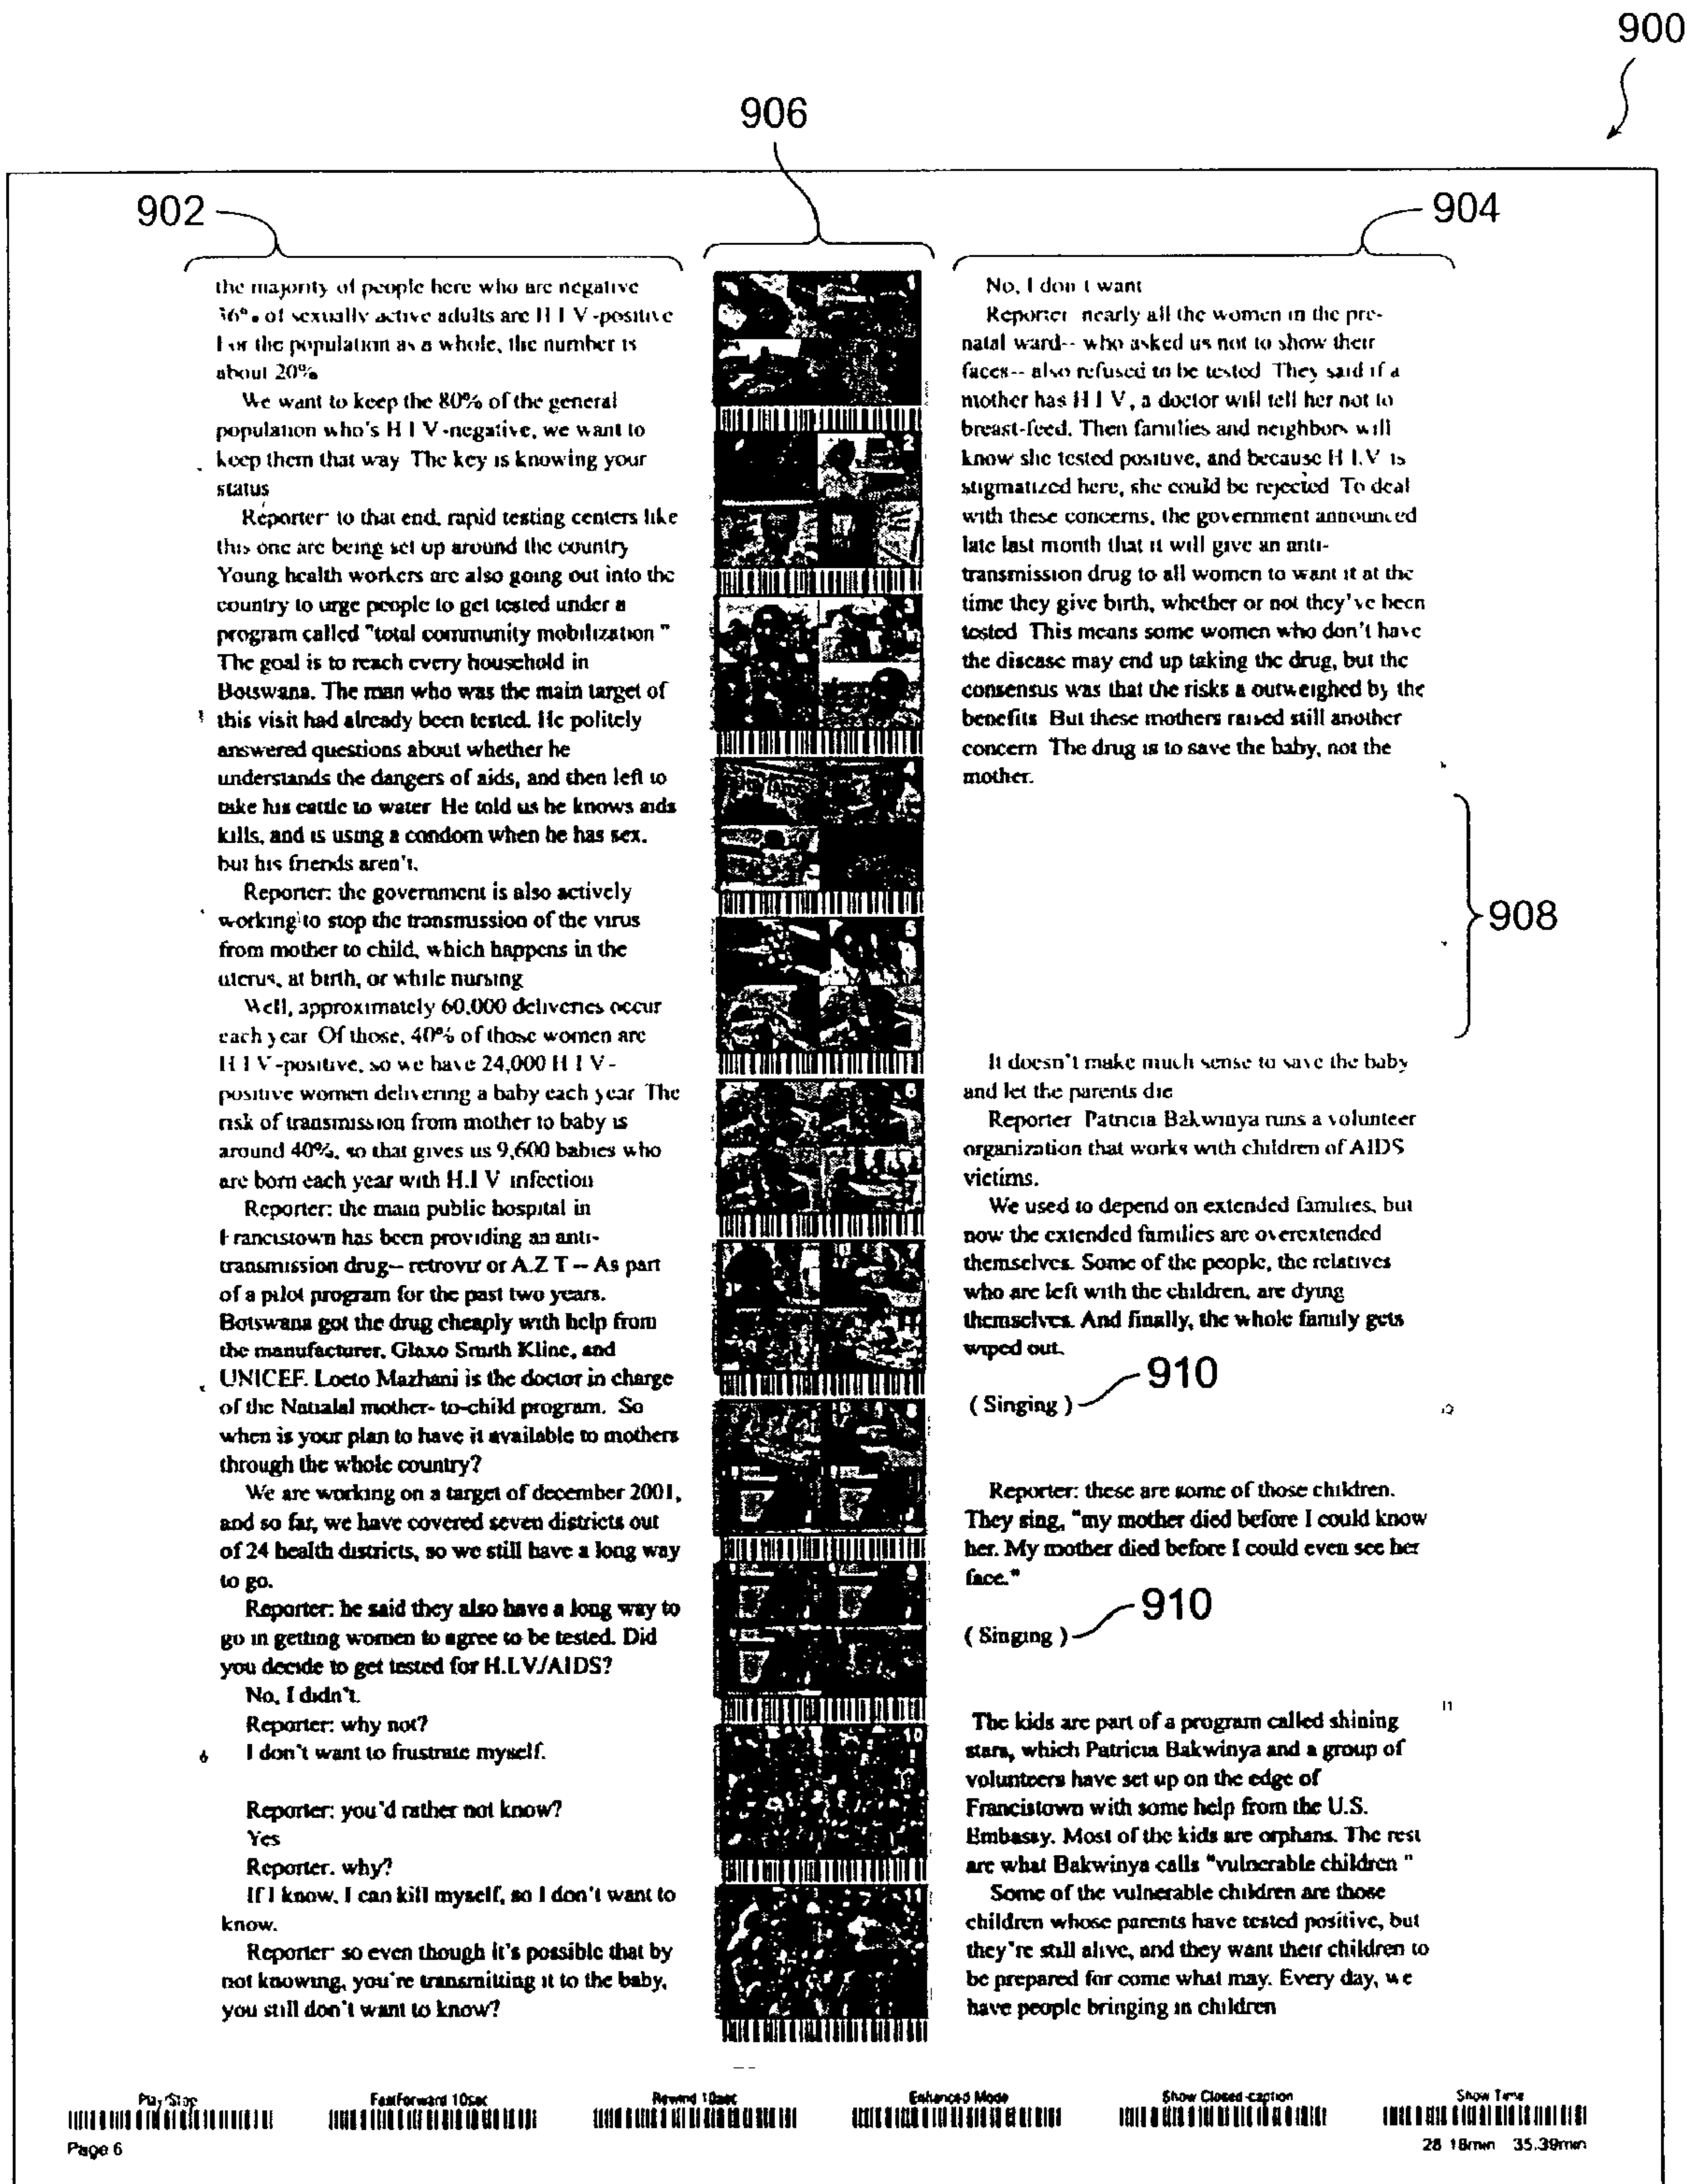 900
906
902
904
the majority of people here who are negative
36% of sexually active adults are H I V-positive
For the population as a whole, the number is
about 20%
We want to keep the 80% of the general
population who's H I V-negative, we want to
keep them that way The key is knowing your
status
Reporter to that end, rapid testing centers like
this one are being set up around the country
Young health workers are also going out into the
country to urge people to get tested under a
program called "total community mobilization "
The goal is to reach every household in
Botswana. The man who was the main target of
this visit had already been tested. He politely
answered questions about whether he
understands the dangers of aids, and then left to
take his cattle to water He told us he knows aids
kills, and is using a condom when he has sex.
but his friends aren't.
Reporter: the government is also actively
working to stop the transmission of the virus
from mother to child, which happens in the
uterus, at birth, or while nursing
Well, approximately 60,000 deliveries occur
each year Of those, 40% of those women are
H I V-positive, so we have 24,000 H I V-
positive women delivering a baby each year The
risk of transmission from mother to baby is
around 40%, so that gives us 9,600 babies who
are born each year with H.I V infection
Reporter: the main public hospital in
Francistown has been providing an anti-
transmission drug-- retrovir or A.Z T -- As part
of a pilot program for the past two years.
Botswana got the drug cheaply with help from
the manufacturer, Glaxo Smith Kline, and
UNICEF. Loeto Mazhani is the doctor in charge
of the Natialal mother- to-child program. So
when is your plan to have it available to mothers
through the whole country?
We are working on a target of december 2001,
and so far, we have covered seven districts out
of 24 health districts, so we still have a long way
to go.
Reporter: he said they also have a long way to
go in getting women to agree to be tested. Did
you decide to get tested for H.I.V/AIDS?
No, I didn't.
Reporter: why not?
6 I don't want to frustrate myself.
Reporter: you'd rather not know?
Yes
Reporter. why?
If I know, I can kill myself, so I don't want to
know.
Reporter so even though it's possible that by
not knowing, you're transmitting it to the baby,
you still don't want to know?
2
3
4
5
6
7
8
9
10
11
No, I don t want
Reporter nearly all the women in the pre-
natal ward-- who asked us not to show their
faces-- also refused to be tested They said if a
mother has H I V, a doctor will tell her not to
breast-feed. Then families and neighbors will
know she tested positive, and because H I.V is
stigmatized here, she could be rejected To deal
with these concerns, the government announced
late last month that it will give an anti-
transmission drug to all women to want it at the
time they give birth, whether or not they've been
tested This means some women who don't have
the disease may end up taking the drug, but the
consensus was that the risks a outweighed by the
benefits But these mothers raised still another
concern The drug is to save the baby, not the
mother.
908
It doesn't make much sense to save the baby
and let the parents die
Reporter Patricia Bakwinya runs a volunteer
organization that works with children of AIDS
victims.
We used to depend on extended families, but
now the extended families are overextended
themselves. Some of the people, the relatives
who are left with the children, are dying
themselves. And finally, the whole family gets
wiped out.
910
( Singing )
Reporter: these are some of those children.
They sing, "my mother died before I could know
her. My mother died before I could even see her
face."
910
( Singing )
11
The kids are part of a program called shining
stars, which Patricia Bakwinya and a group of
volunteers have set up on the edge of
Francistown with some help from the U.S.
Embassy. Most of the kids are orphans. The rest
are what Bakwinya calls "vulnerable children "
Some of the vulnerable children are those
children whose parents have tested positive, but
they're still alive, and they want their children to
be prepared for come what may. Every day, we
have people bringing in children
Play/Stop FastForward 10sec Rewind 10sec Enhanced Mode Show Closed-caption Show Time
Page 6
28 18min 35.39min